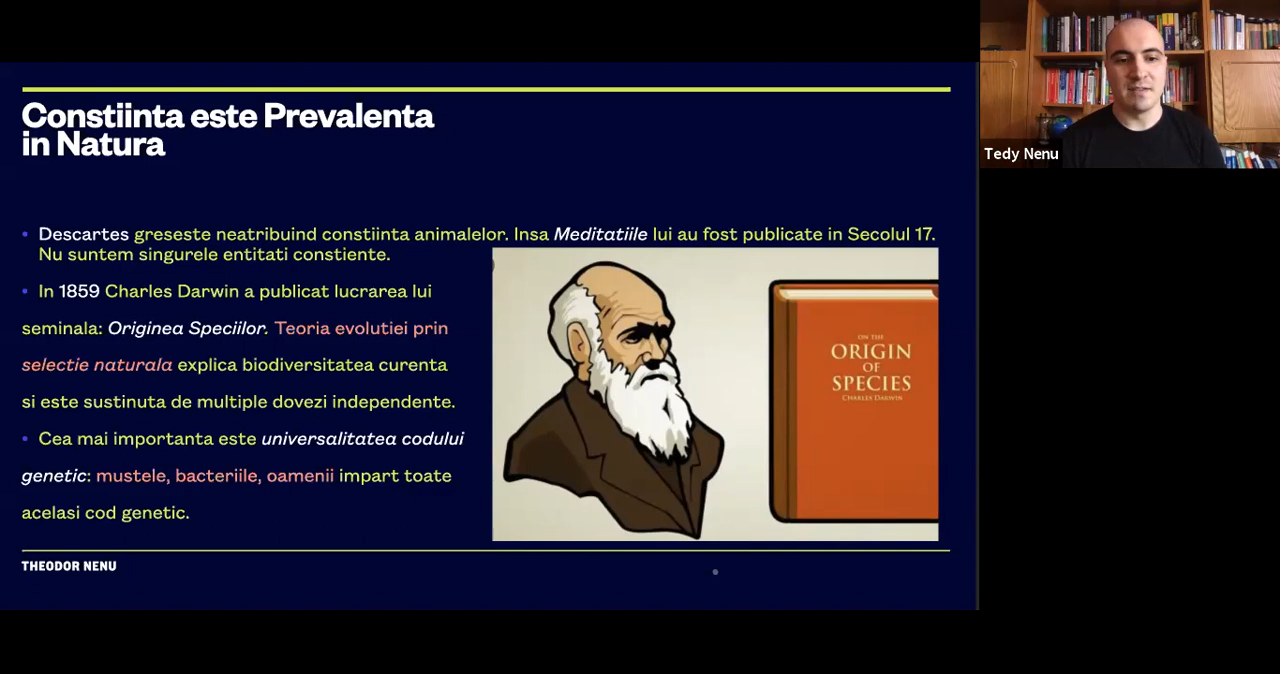 Constiinta este Prevalenta
in Natura
• Descartes greseste neatribuind constiinta animalelor. Insa Meditatiile lui au fost publicate in Secolul 17.
Nu suntem singurele entitati constiente.
• In 1859 Charles Darwin a publicat lucrarea lui
seminala: Originea Speciilor. Teoria evolutiei prin
selectie naturala explica biodiversitatea curenta
si este sustinuta de multiple dovezi independente.
• Cea mai importanta este universalitatea codului
genetic: mustele, bacteriile, oamenii impart toate
acelasi cod genetic.
ON THE
ORIGIN
OF
SPECIES
CHARLES DARWIN
THEODOR NENU
Tedy Nenu